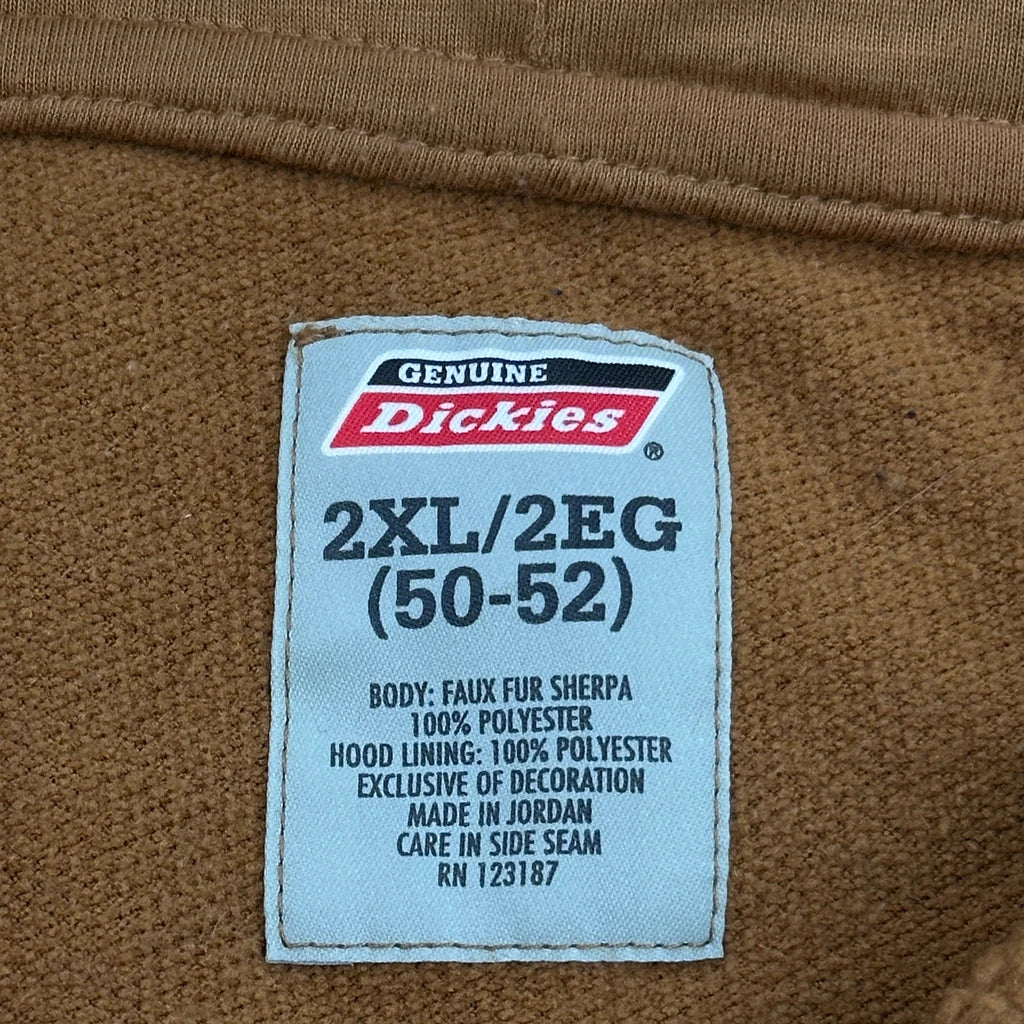 GENUINE
Dickies
®
2XL/2EG
(50-52)
BODY: FAUX FUR SHERPA
100% POLYESTER
HOOD LINING: 100% POLYESTER
EXCLUSIVE OF DECORATION
MADE IN JORDAN
CARE IN SIDE SEAM
RN 123187